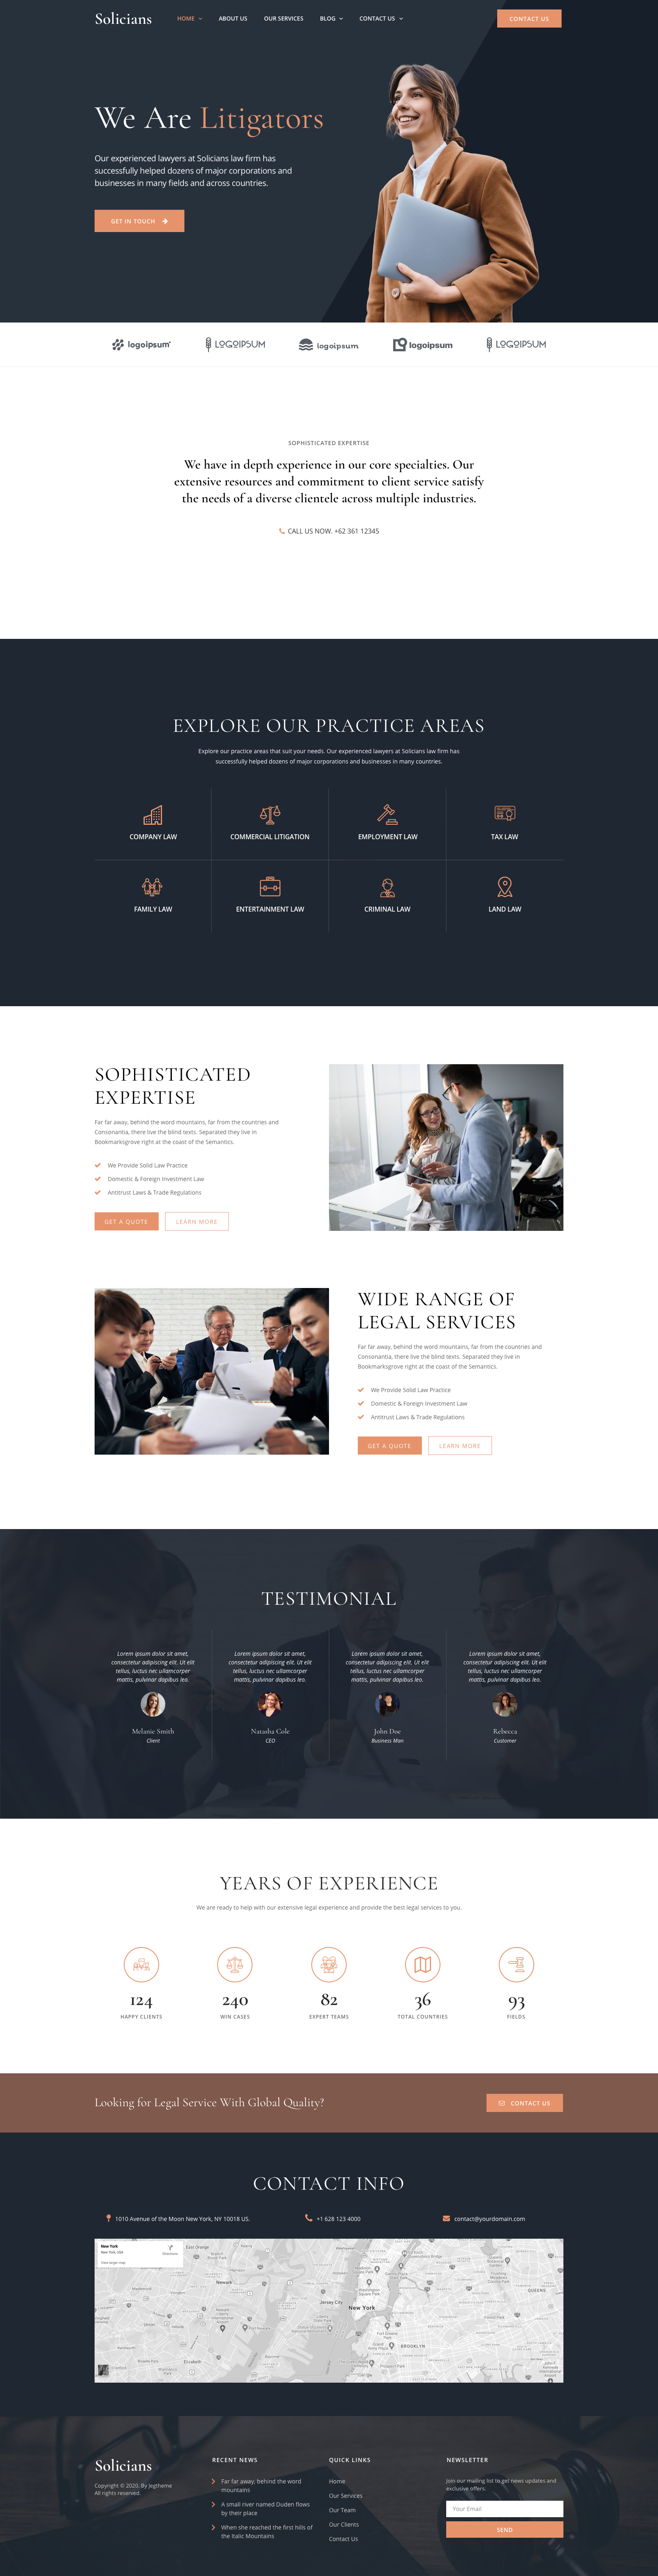 Solicians HOME ABOUT US OUR SERVICES BLOG CONTACT US CONTACT US
We Are Litigators
Our experienced lawyers at Solicians law firm has
successfully helped dozens of major corporations and
businesses in many fields and across countries.
GET IN TOUCH
logoipsum LOGOIPSUM logoipsum logoipsum LOGOIPSUM
SOPHISTICATED EXPERTISE
We have in depth experience in our core specialties. Our
extensive resources and commitment to client service satisfy
the needs of a diverse clientele across multiple industries.
CALL US NOW. +62 361 12345
EXPLORE OUR PRACTICE AREAS
Explore our practice areas that suit your needs. Our experienced lawyers at Solicians law firm has
successfully helped dozens of major corporations and businesses in many countries.
COMPANY LAW COMMERCIAL LITIGATION EMPLOYMENT LAW TAX LAW
FAMILY LAW ENTERTAINMENT LAW CRIMINAL LAW LAND LAW
SOPHISTICATED
EXPERTISE
Far far away, behind the word mountains, far from the countries and
Consonantia, there live the blind texts. Separated they live in
Bookmarksgrove right at the coast of the Semantics.
We Provide Solid Law Practice
Domestic & Foreign Investment Law
Antitrust Laws & Trade Regulations
GET A QUOTE LEARN MORE
WIDE RANGE OF
LEGAL SERVICES
Far far away, behind the word mountains, far from the countries and
Consonantia, there live the blind texts. Separated they live in
Bookmarksgrove right at the coast of the Semantics.
We Provide Solid Law Practice
Domestic & Foreign Investment Law
Antitrust Laws & Trade Regulations
GET A QUOTE LEARN MORE
TESTIMONIAL
Lorem ipsum dolor sit amet,
consectetur adipiscing elit. Ut elit
tellus, luctus nec ullamcorper
mattis, pulvinar dapibus leo.
Melanie Smith
Client
Lorem ipsum dolor sit amet,
consectetur adipiscing elit. Ut elit
tellus, luctus nec ullamcorper
mattis, pulvinar dapibus leo.
Natasha Cole
CEO
Lorem ipsum dolor sit amet,
consectetur adipiscing elit. Ut elit
tellus, luctus nec ullamcorper
mattis, pulvinar dapibus leo.
John Doe
Business Man
Lorem ipsum dolor sit amet,
consectetur adipiscing elit. Ut elit
tellus, luctus nec ullamcorper
mattis, pulvinar dapibus leo.
Rebecca
Customer
YEARS OF EXPERIENCE
We are ready to help with our extensive legal experience and provide the best legal services to you.
124 240 82 36 93
HAPPY CLIENTS WIN CASES EXPERT TEAMS TOTAL COUNTRIES FIELDS
Looking for Legal Service With Global Quality?
CONTACT US
CONTACT INFO
1010 Avenue of the Moon New York, NY 10018 US. +1 628 123 4000 contact@yourdomain.com
New York
New York, USA
Directions
View larger map
East Orange
Newark
Elizabeth
Jersey City
New York
BROOKLYN
QUEENS
Solicians
Copyright © 2020. By Jegtheme
All rights reserved.
RECENT NEWS
Far far away, behind the word
mountains
A small river named Duden flows
by their place
When she reached the first hills of
the Italic Mountains
QUICK LINKS
Home
Our Services
Our Team
Our Clients
Contact Us
NEWSLETTER
Join our mailing list to get news updates and
exclusive offers.
Your Email
SEND